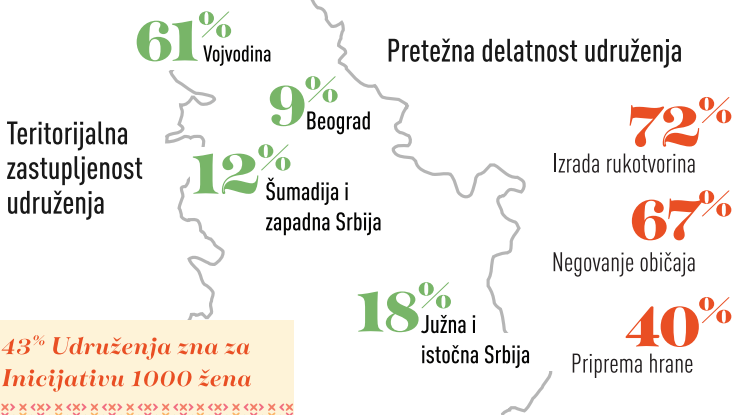 61%
Vojvodina
9%
Beograd
Teritorijalna
zastupljenost
udruženja
12%
Šumadija i
zapadna Srbija
18%
Južna i
istočna Srbija
43% Udruženja zna za
Inicijativu 1000 žena
Pretežna delatnost udruženja
72%
Izrada rukotvorina
67%
Negovanje običaja
40%
Priprema hrane